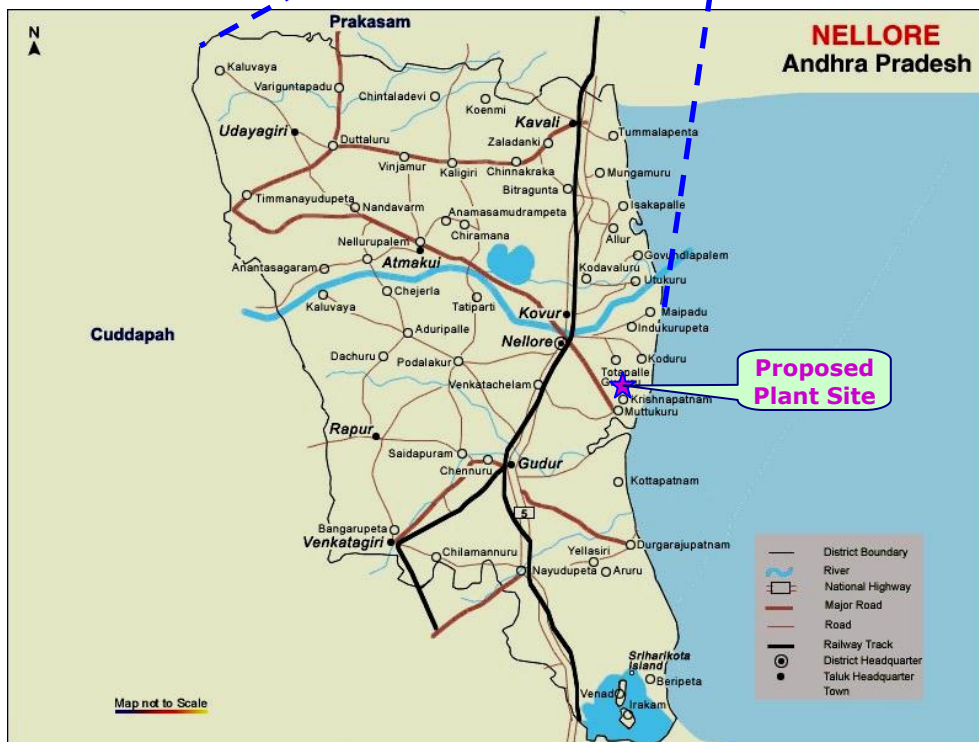 Prakasam
N
NELLORE
Andhra Pradesh
Kaluvaya
Variguntapadu
Chintaladevi
Koenmi
Kavali
Udayagiri
Tummalapenta
Duttaluru
Zaladanki
Vinjamur
Kaligiri
Chinnakraka
Mungamuru
Bitragunta
Timmanayudupeta
Nandavarm
Anamasamudrampeta
Isakapalle
Chiramana
Allur
Nellurupalem
Atmakui
Govundlapalem
Anantasagaram
Kodavaluru
Utukuru
Kaluvaya
Chejerla
Tatiparti
Kovur
Maipadu
Indukurupeta
Cuddapah
Aduripalle
Nellore
Dachuru
Podalakur
Koduru
Totapalle
Venkatachelam
Proposed
Plant Site
Krishnapatnam
Muttukuru
Rapur
Saidapuram
Chennuru
Gudur
Kottapatnam
5
Bangarupeta
Venkatagiri
Chilamannuru
Yellasiri
Durgarajupatnam
Nayudupeta
Aruru
District Boundary
River
National Highway
Major Road
Road
Railway Track
District Headquarter
Taluk Headquarter
Town
Sriharikota
Island
Beripeta
Venad
Irakam
Map not to Scale